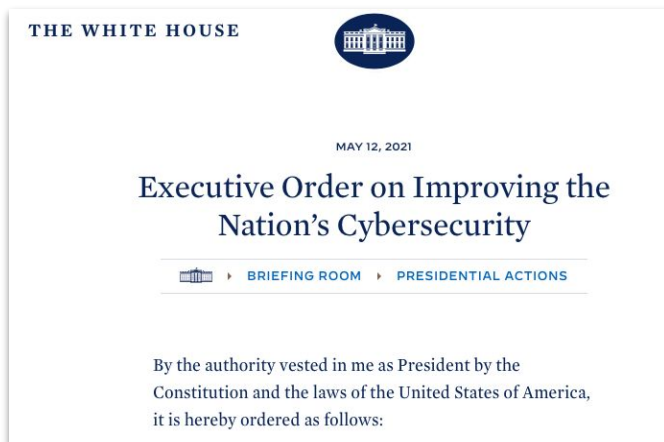 THE WHITE HOUSE
MAY 12, 2021
Executive Order on Improving the
Nation’s Cybersecurity
BRIEFING ROOM PRESIDENTIAL ACTIONS
By the authority vested in me as President by the
Constitution and the laws of the United States of America,
it is hereby ordered as follows: